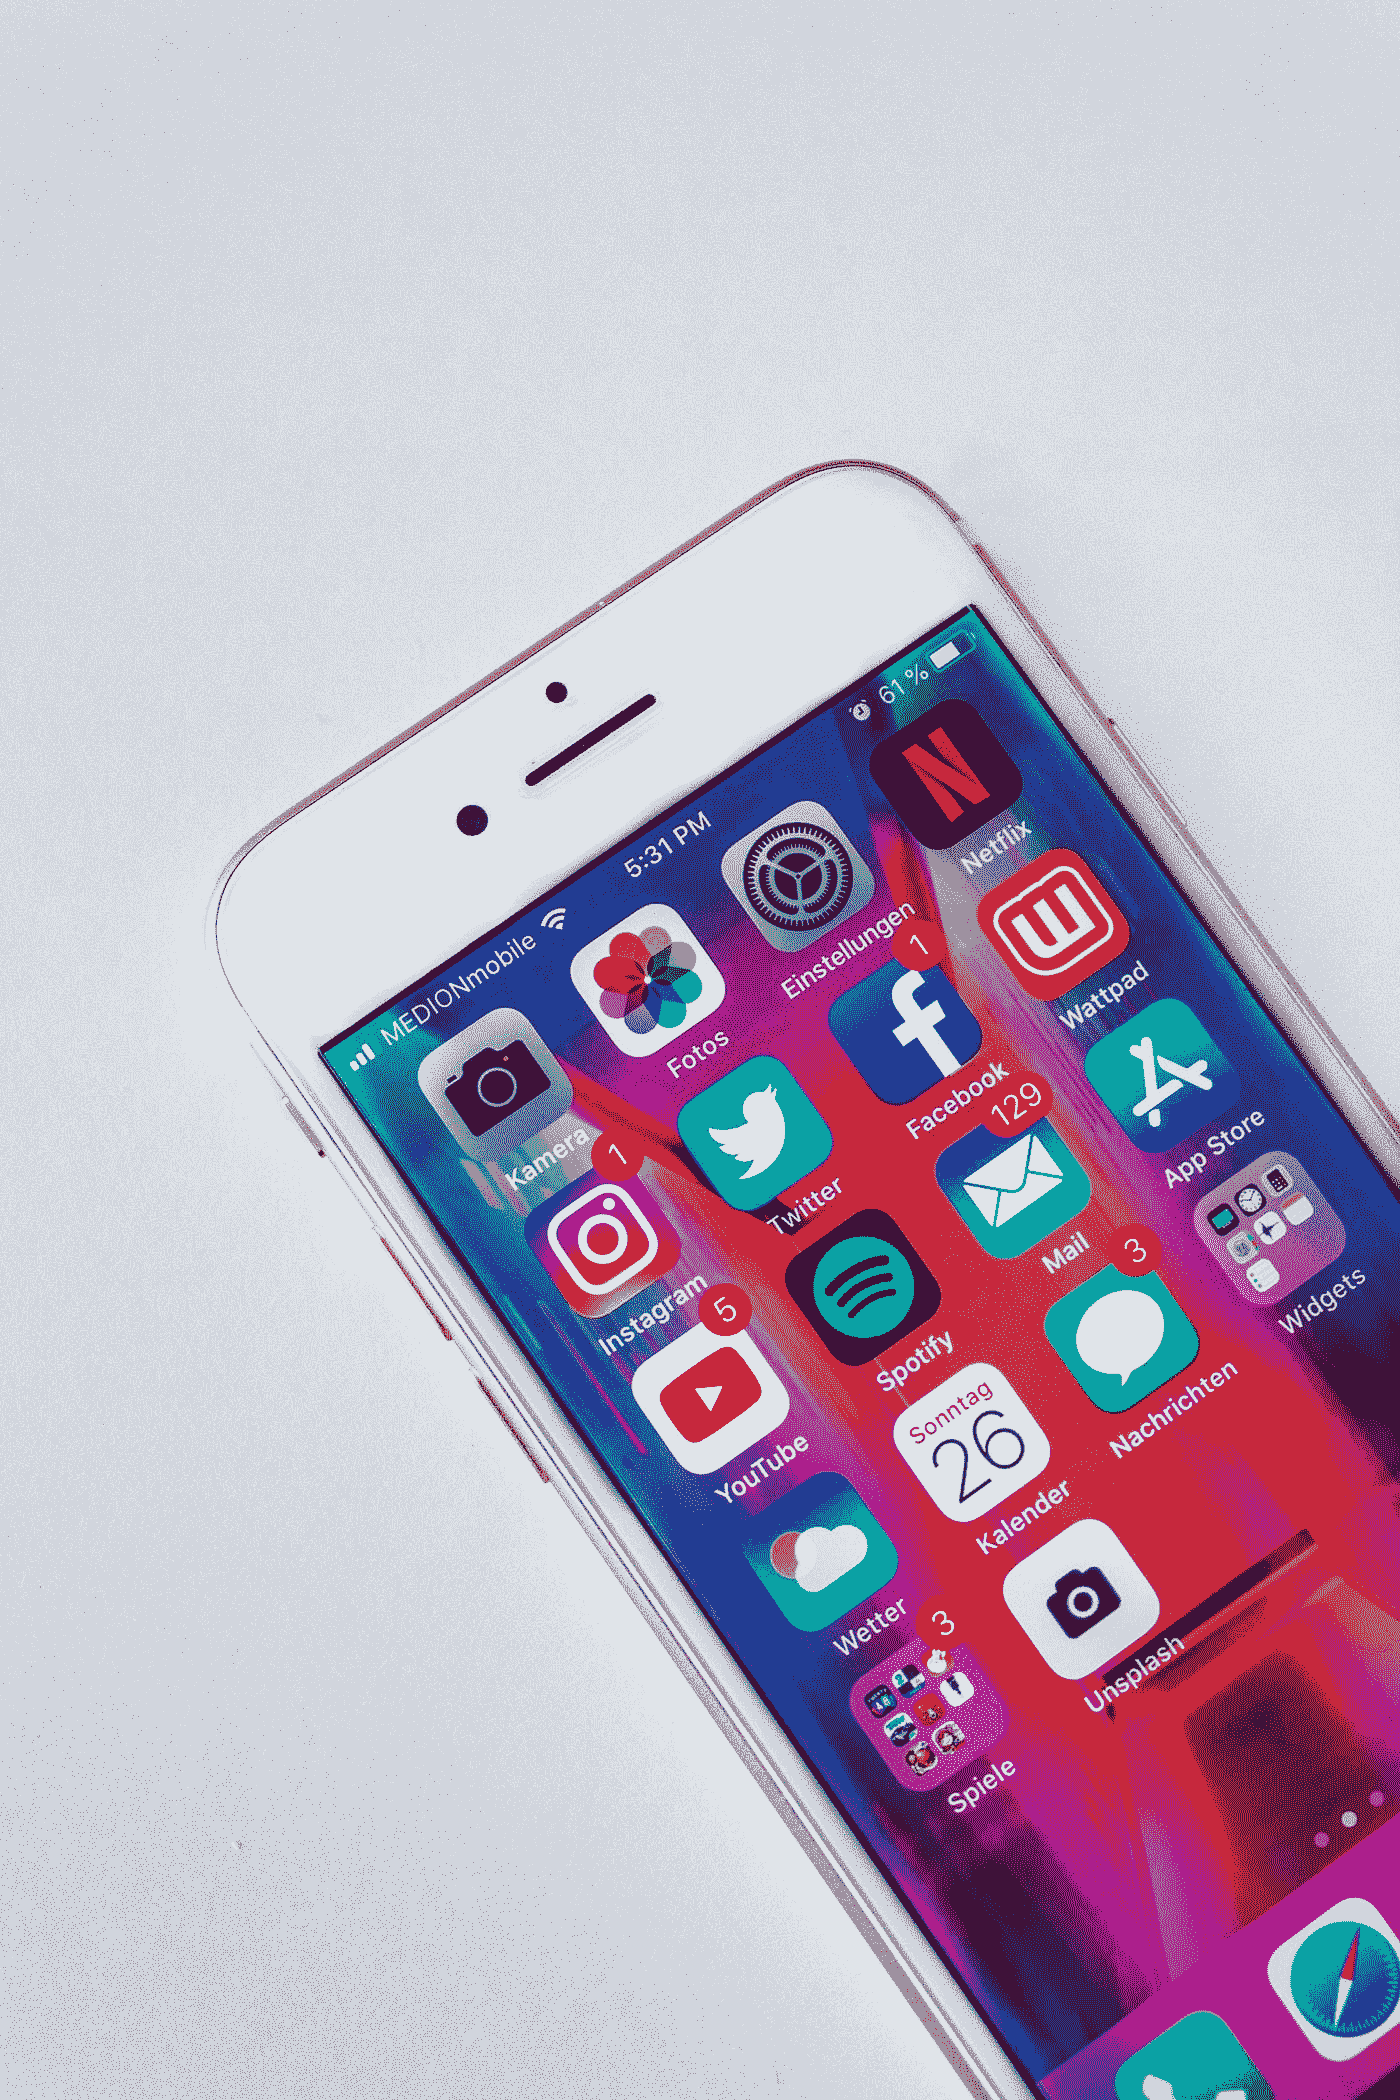 MEDIONmobile 5:31 PM 61 %
Kamera Fotos Einstellungen Netflix
1 1
Instagram Twitter Facebook Wattpad
5 129
YouTube Spotify Mail App Store
Sonntag
26
3
Wetter Kalender Nachrichten Widgets
3
Spiele Unsplash